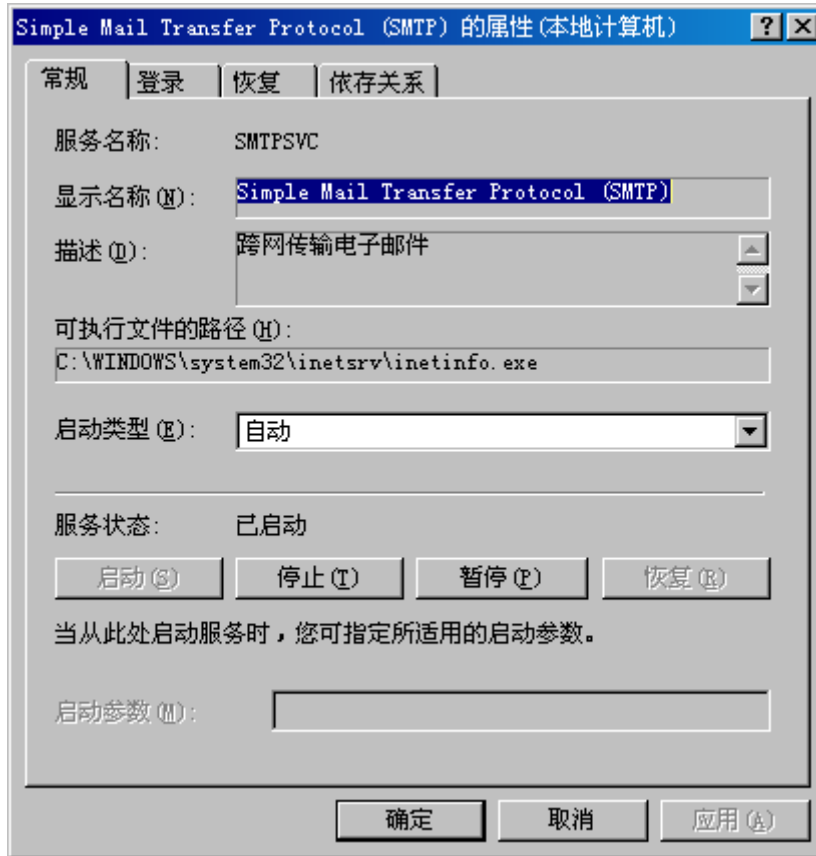 Simple Mail Transfer Protocol (SMTP) 的属性(本地计算机)
常规 登录 恢复 依存关系
服务名称: SMTPSVC
显示名称(N): Simple Mail Transfer Protocol (SMTP)
描述(D): 跨网传输电子邮件
可执行文件的路径(H):
C:\WINDOWS\system32\inetsrv\inetinfo.exe
启动类型(E): 自动
服务状态: 已启动
启动(S) 停止(T) 暂停(P) 恢复(R)
当从此处启动服务时，您可指定所适用的启动参数。
启动参数(M):
确定 取消 应用(A)